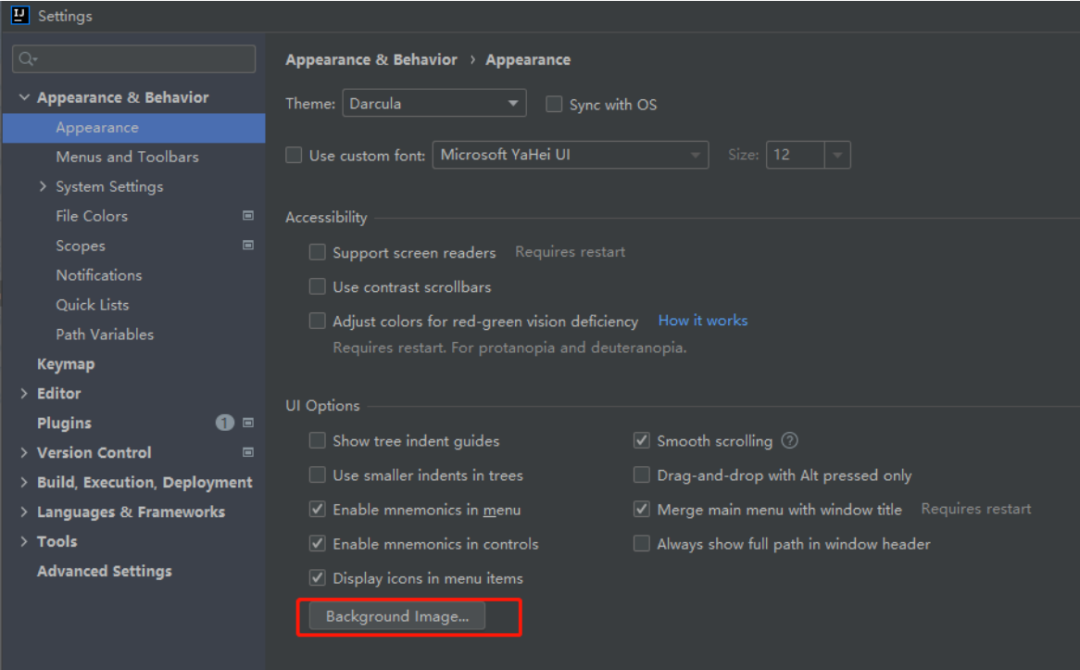 IJ Settings
Appearance & Behavior
Appearance
Menus and Toolbars
System Settings
File Colors
Scopes
Notifications
Quick Lists
Path Variables
Keymap
Editor
Plugins 1
Version Control
Build, Execution, Deployment
Languages & Frameworks
Tools
Advanced Settings
Appearance & Behavior › Appearance
Theme: Darcula Sync with OS
Use custom font: Microsoft YaHei UI Size: 12
Accessibility
Support screen readers Requires restart
Use contrast scrollbars
Adjust colors for red-green vision deficiency How it works
Requires restart. For protanopia and deuteranopia.
UI Options
Show tree indent guides Smooth scrolling ?
Use smaller indents in trees Drag-and-drop with Alt pressed only
Enable mnemonics in menu Merge main menu with window title Requires restart
Enable mnemonics in controls Always show full path in window header
Display icons in menu items
Background Image...